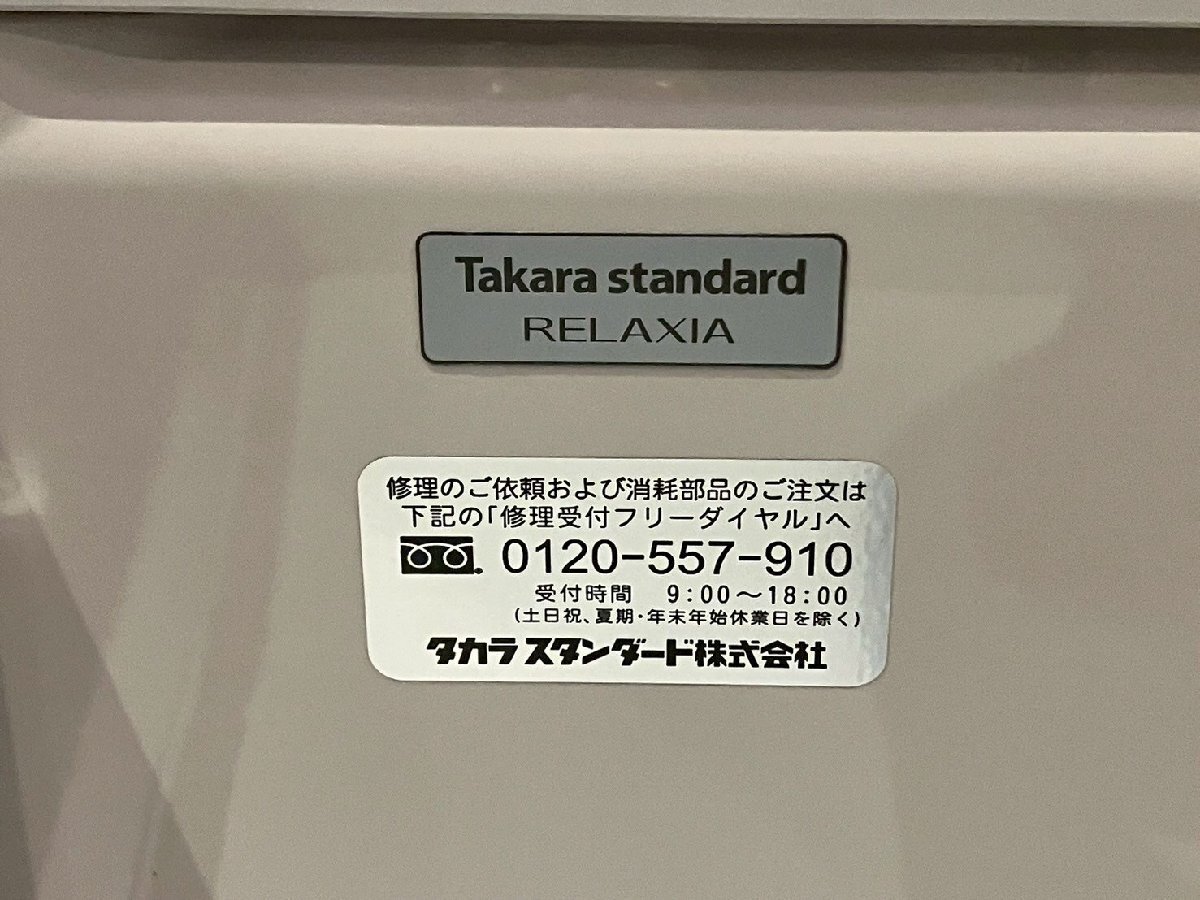 Takara standard
RELAXIA
修理のご依頼および消耗部品のご注文は
下記の「修理受付フリーダイヤル」へ
0120-557-910
受付時間 9:00〜18:00
(土日祝、夏期・年末年始休業日を除く)
タカラスタンダード株式会社